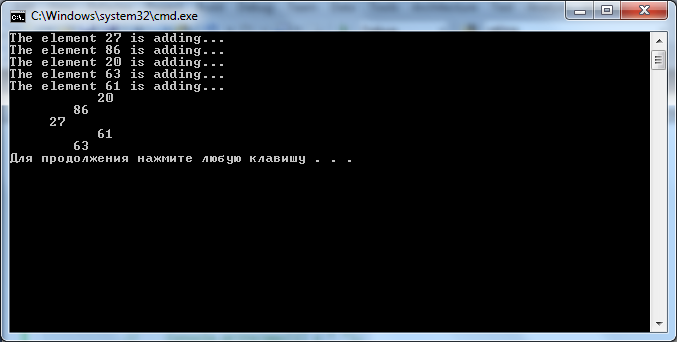 C:\Windows\system32\cmd.exe
The element 27 is adding...
The element 86 is adding...
The element 20 is adding...
The element 63 is adding...
The element 61 is adding...
20
86
27
61
63
Для продолжения нажмите любую клавишу . . .